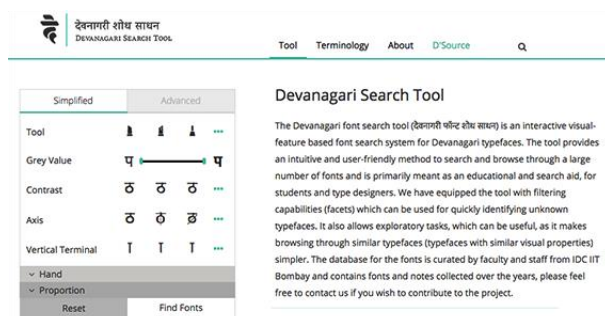 देवनागरी शोध साधन
DEVANAGARI SEARCH TOOL
Tool Terminology About D'Source
Simplified Advanced
Tool
Grey Value प प
Contrast ठ ठ ठ
Axis ठ ठ ठ
Vertical Terminal
Hand
Proportion
Reset Find Fonts
Devanagari Search Tool
The Devanagari font search tool (देवनागरी फॉन्ट शोध साधन) is an interactive visual-
feature based font search system for Devanagari typefaces. The tool provides
an intuitive and user-friendly method to search and browse through a large
number of fonts and is primarily meant as an educational and search aid, for
students and type designers. We have equipped the tool with filtering
capabilities (facets) which can be used for quickly identifying unknown
typefaces. It also allows exploratory tasks, which can be useful, as it makes
browsing through similar typefaces (typefaces with similar visual properties)
simpler. The database for the fonts is curated by faculty and staff from IDC IIT
Bombay and contains fonts and notes collected over the years, please feel
free to contact us if you wish to contribute to the project.